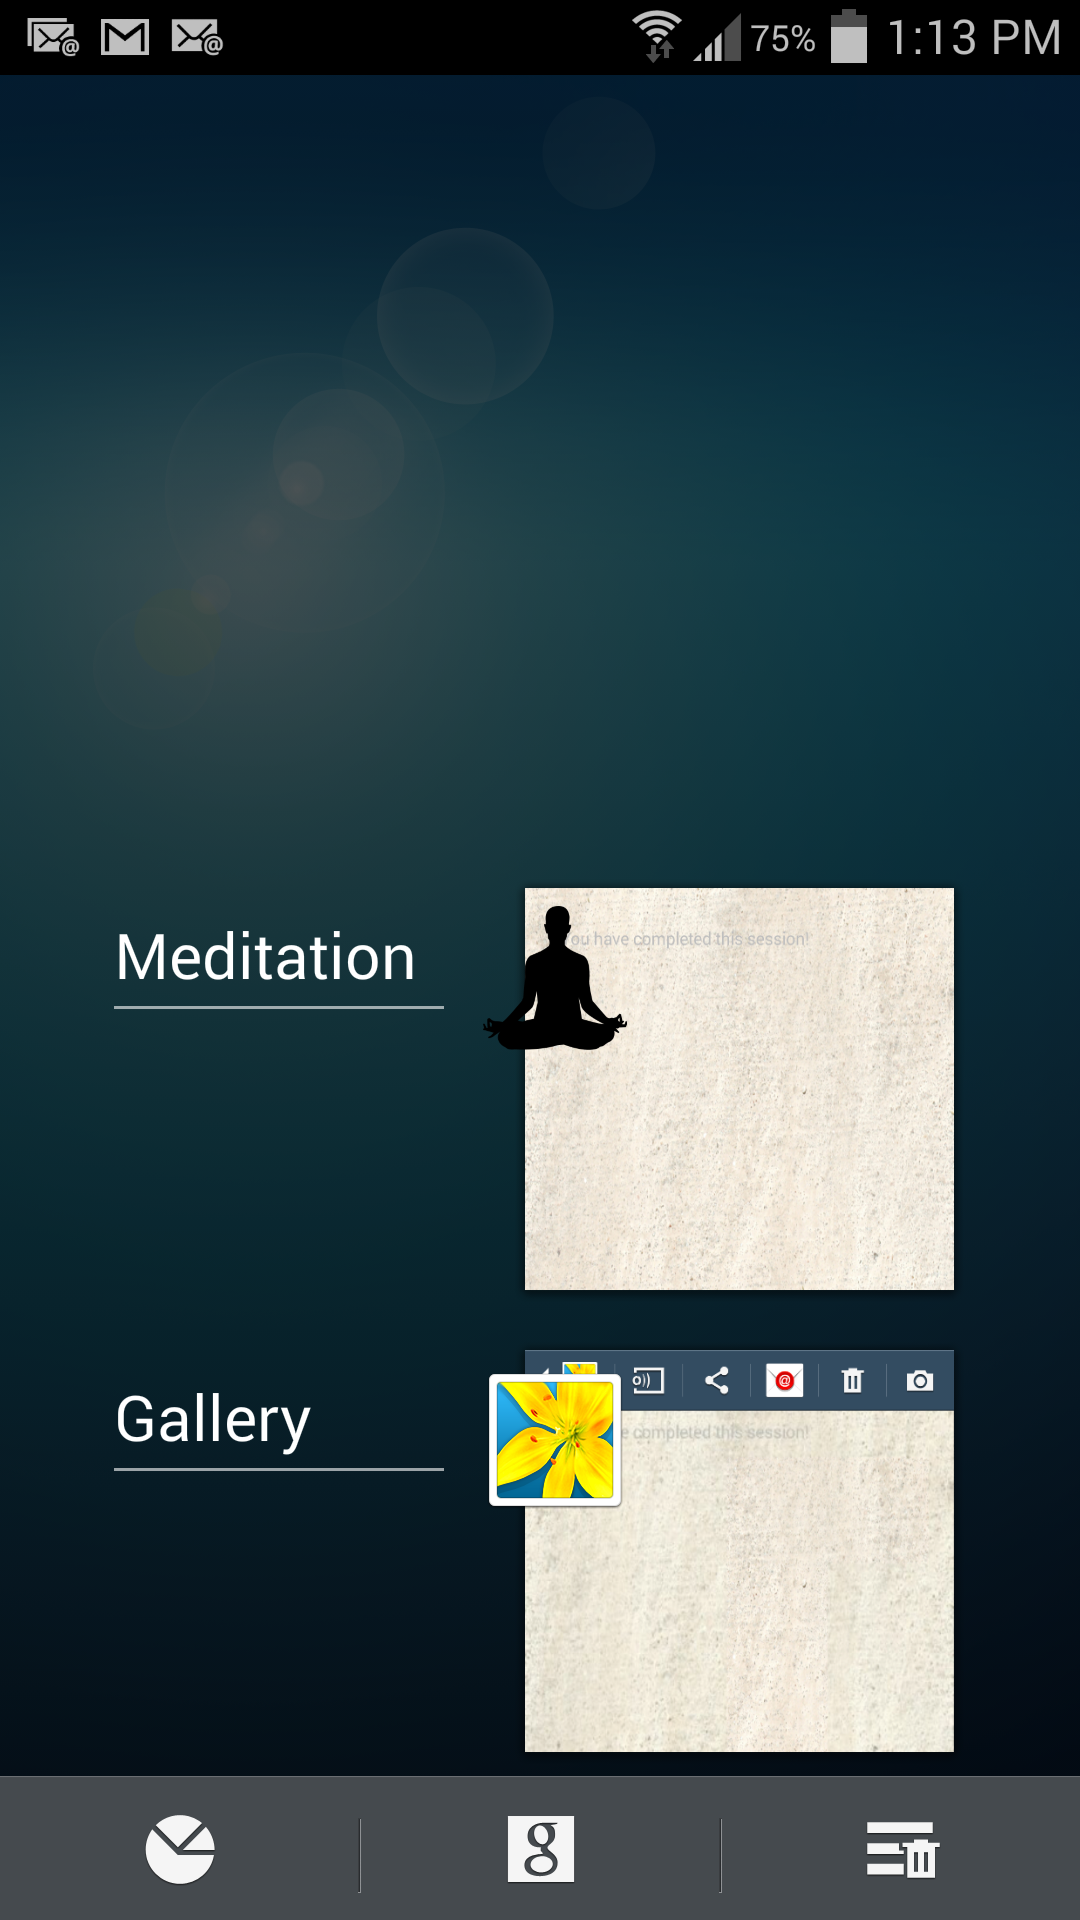 75% 1:13 PM
Meditation
ou have completed this session!
Gallery
e completed this session!
g